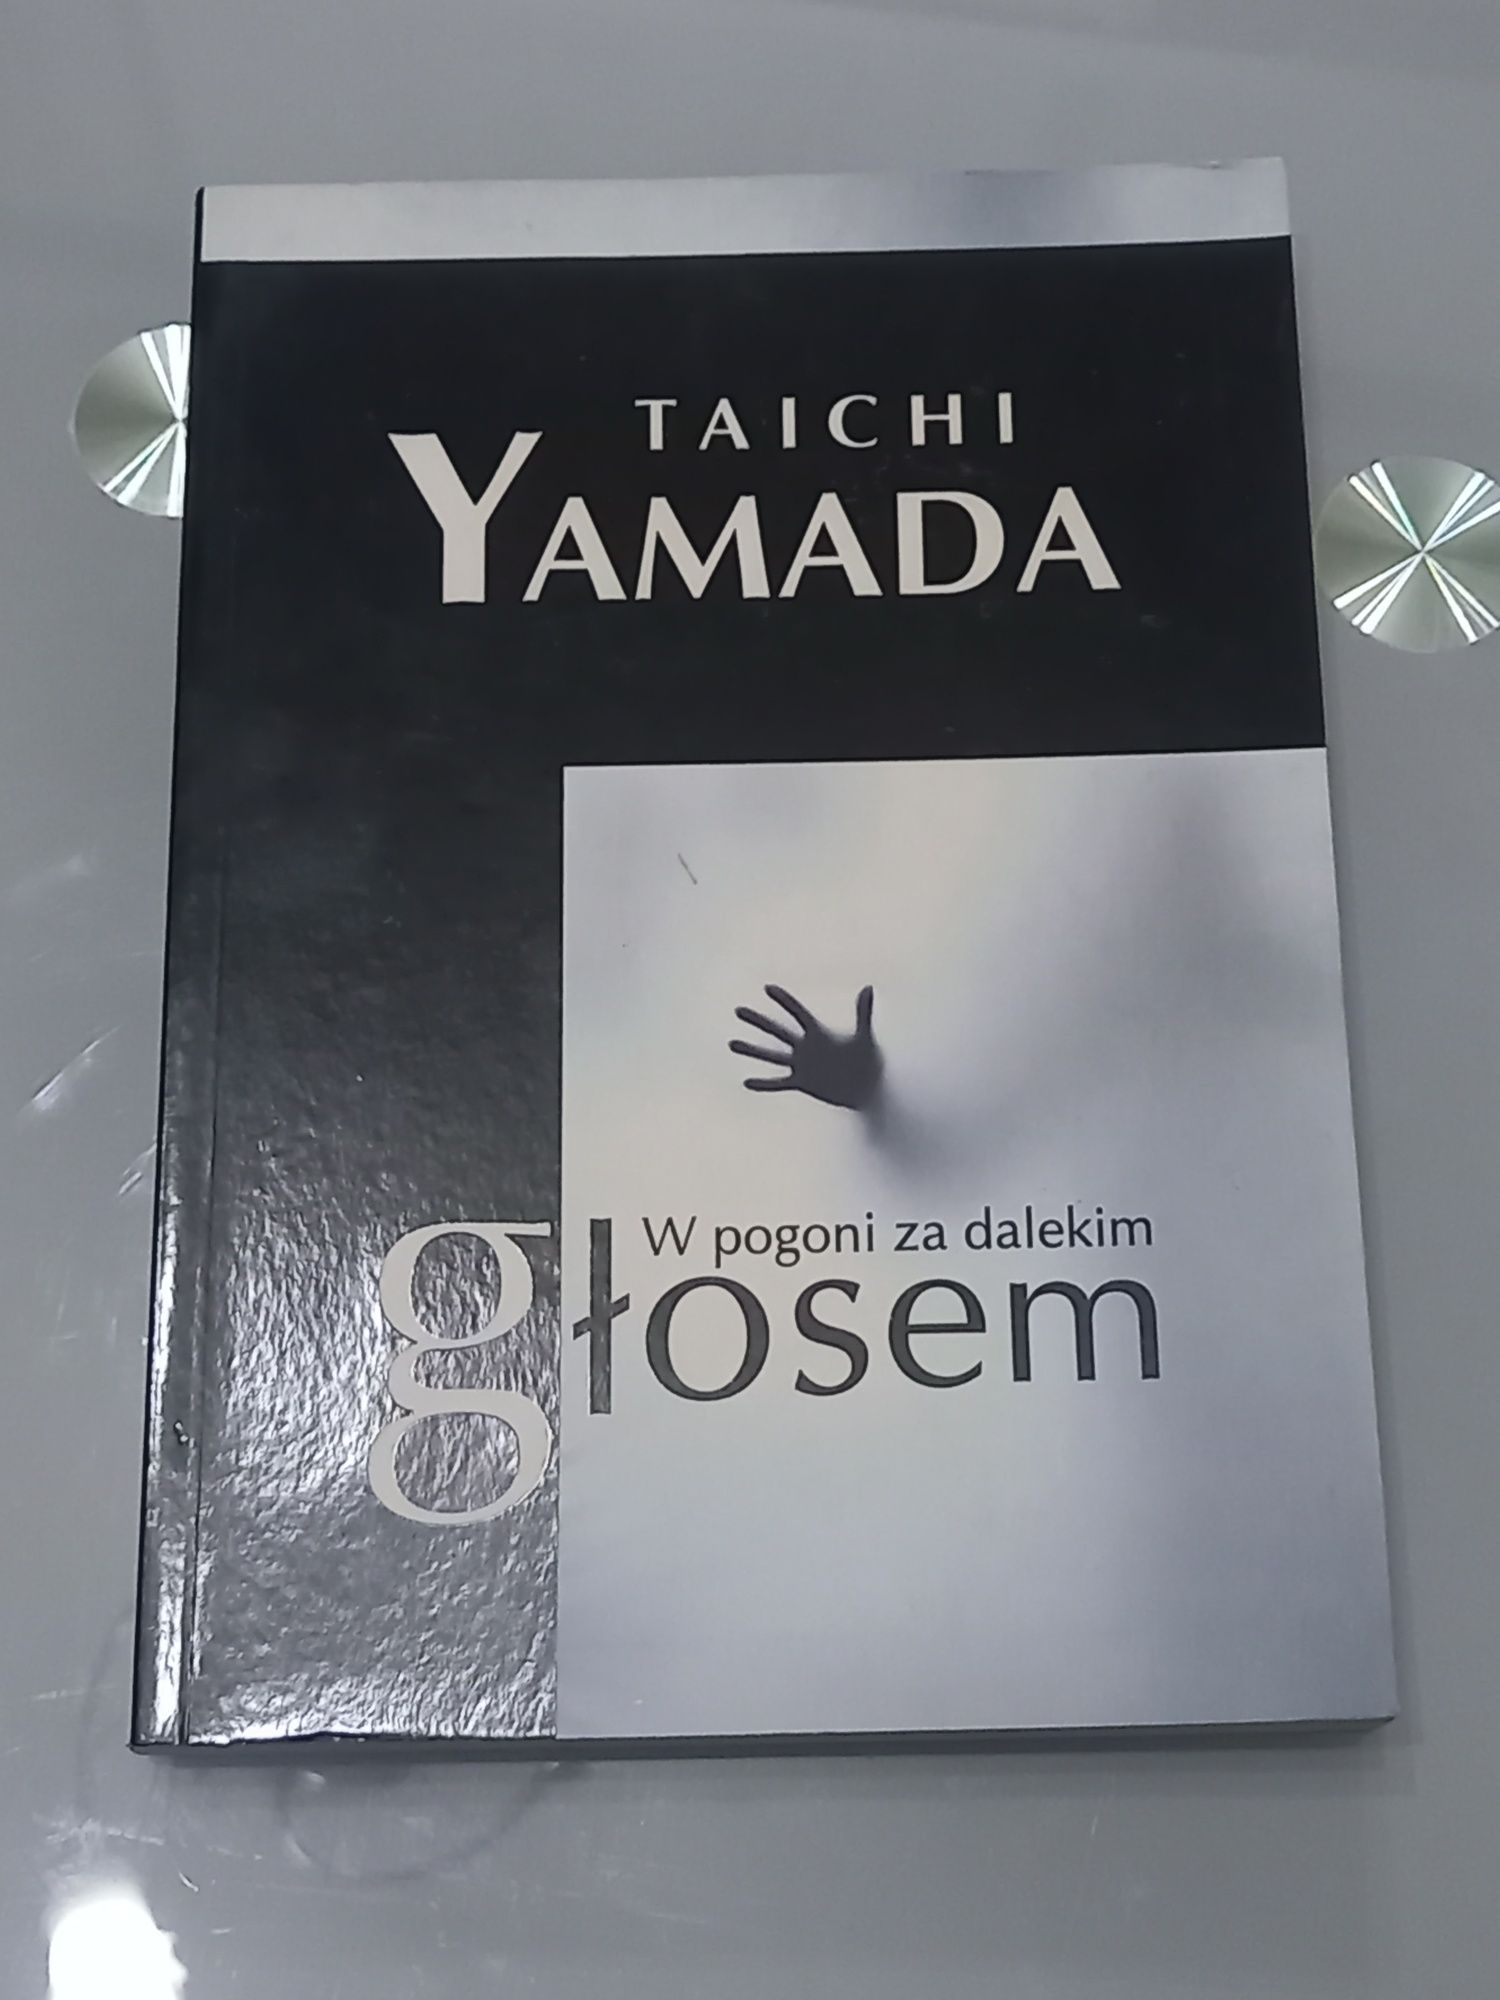 TAICHI
YAMADA
W pogoni za dalekim
głosem